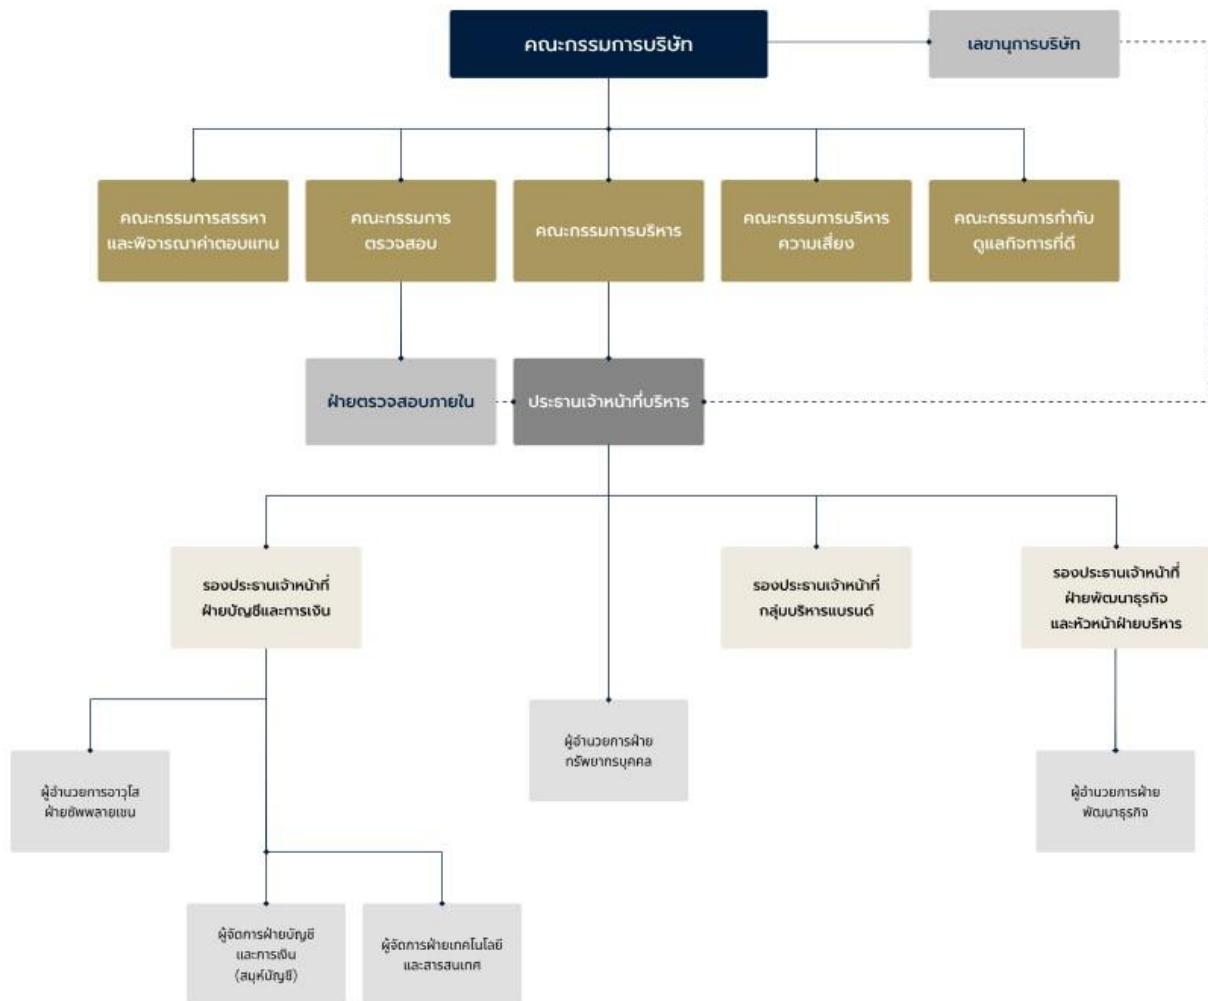 คณะกรรมการบริษัท
เลขานุการบริษัท
คณะกรรมการสรรหา
และพิจารณาค่าตอบแทน
คณะกรรมการ
ตรวจสอบ
คณะกรรมการบริหาร
คณะกรรมการบริหาร
ความเสี่ยง
คณะกรรมการกำกับ
ดูแลกิจการที่ดี
ฝ่ายตรวจสอบภายใน
ประธานเจ้าหน้าที่บริหาร
รองประธานเจ้าหน้าที่
ฝ่ายบัญชีและการเงิน
รองประธานเจ้าหน้าที่
กลุ่มบริหารแบรนด์
รองประธานเจ้าหน้าที่
ฝ่ายพัฒนาธุรกิจ
และหัวหน้าฝ่ายบริหาร
ผู้อำนวยการอาวุโส
ฝ่ายซัพพลายเชน
ผู้อำนวยการฝ่าย
ทรัพยากรบุคคล
ผู้อำนวยการฝ่าย
พัฒนาธุรกิจ
ผู้จัดการฝ่ายบัญชี
และการเงิน
(สมุห์บัญชี)
ผู้จัดการฝ่ายเทคโนโลยี
และสารสนเทศ